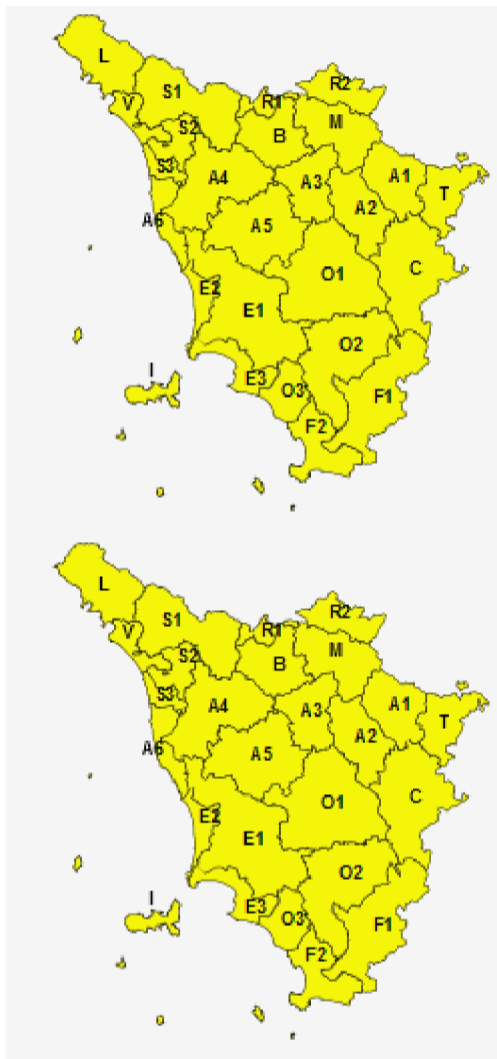 L
R2
S1
R1
V
S2
B
M
S3
A4
A3
A1
T
A2
A6
A5
C
O1
E2
E1
O2
I
E3
O3
F1
F2
L
R2
S1
R1
V
S2
B
M
S3
A4
A3
A1
T
A2
A6
A5
C
O1
E2
E1
O2
I
E3
O3
F1
F2